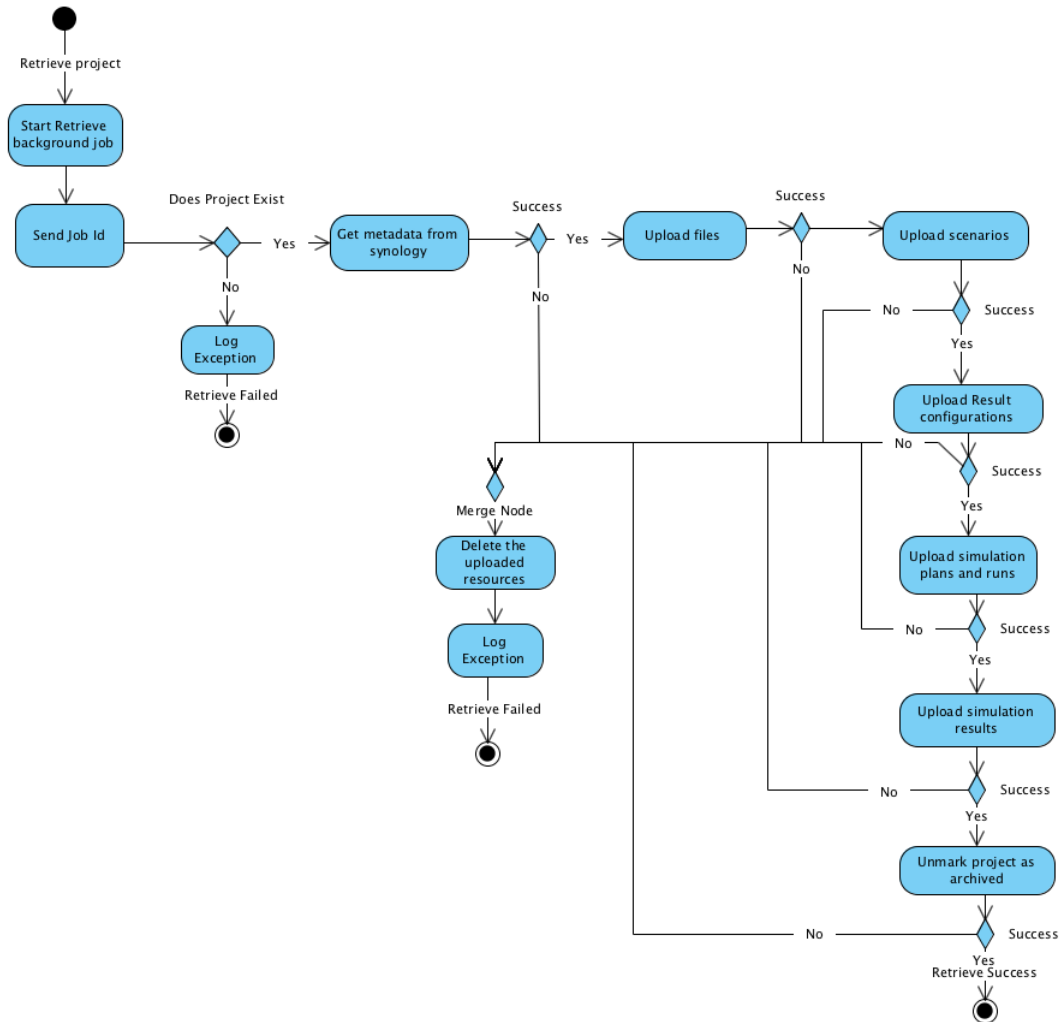 Retrieve project
Start Retrieve
background job
Send Job Id
Does Project Exist
Yes
No
Log
Exception
Retrieve Failed
Get metadata from
synology
Success
Yes
No
Upload files
Success
No
Upload scenarios
No
Success
Yes
Upload Result
configurations
No
Success
Yes
Merge Node
Delete the
uploaded
resources
Log
Exception
Retrieve Failed
Upload simulation
plans and runs
No
Success
Yes
Upload simulation
results
No
Success
Yes
Unmark project as
archived
No
Success
Yes
Retrieve Success